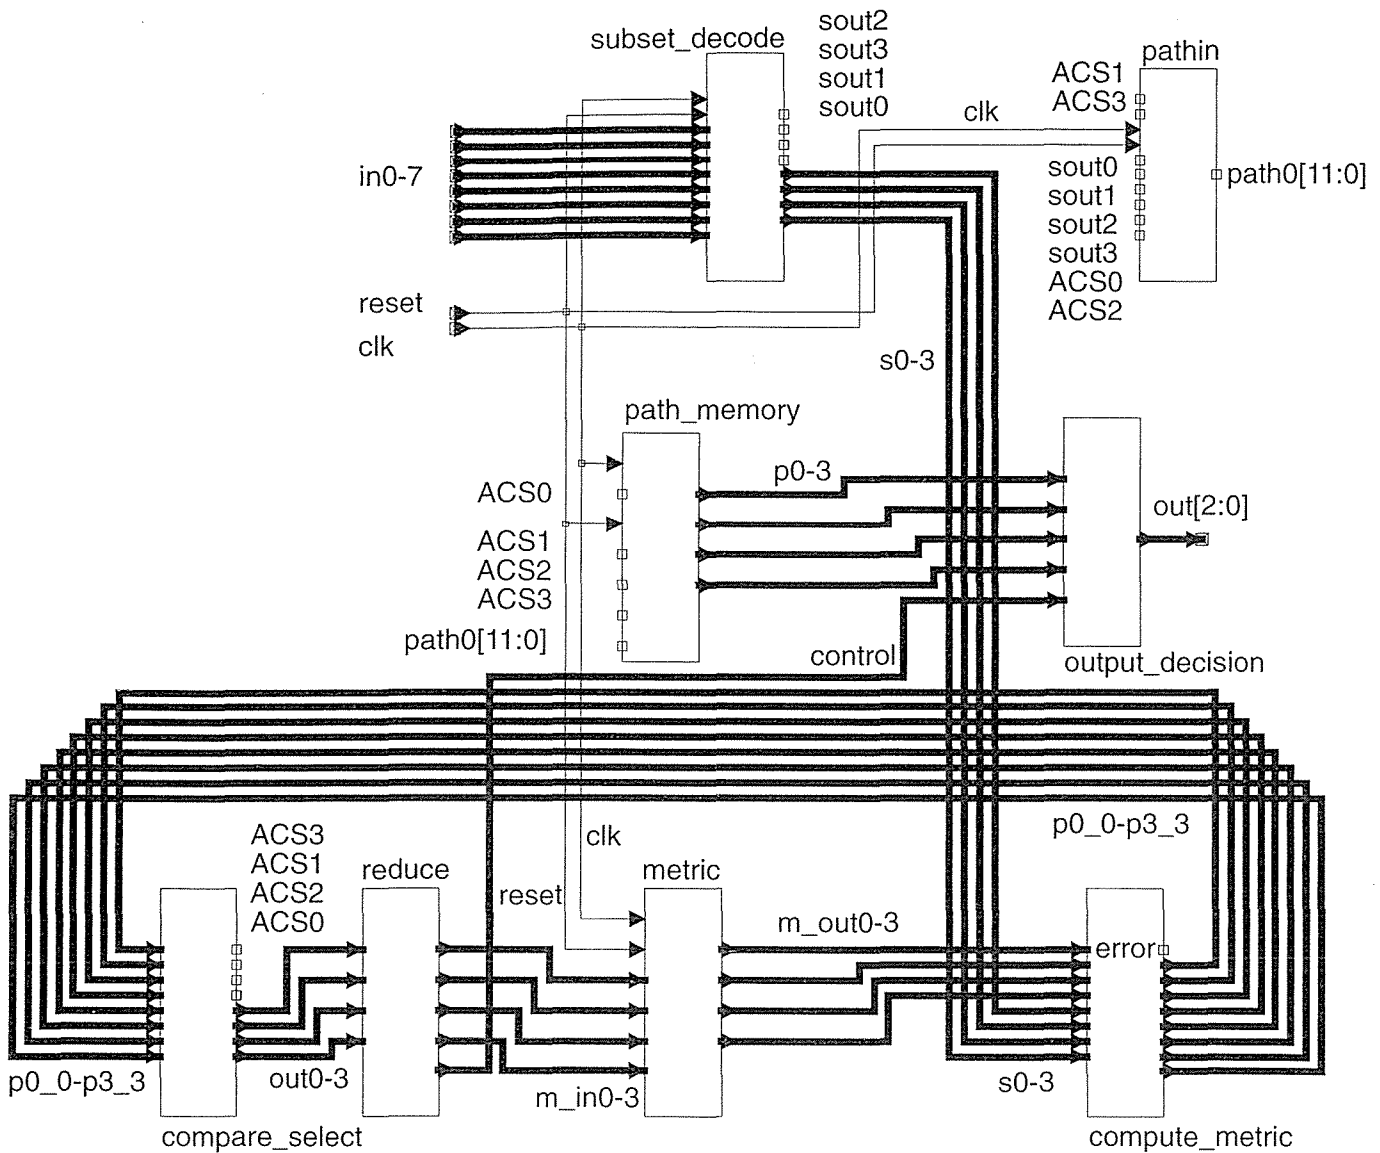 subset_decode
sout2
sout3
sout1
sout0
pathin
ACS1
ACS3
clk
in0-7
sout0
sout1
sout2
sout3
ACS0
ACS2
path0[11:0]
reset
clk
s0-3
path_memory
p0-3
ACS0
ACS1
ACS2
ACS3
path0[11:0]
out[2:0]
control
output_decision
p0_0-p3_3
ACS3
ACS1
ACS2
ACS0
reduce
clk
reset
metric
m_out0-3
error
p0_0-p3_3
out0-3
m_in0-3
s0-3
compare_select
compute_metric